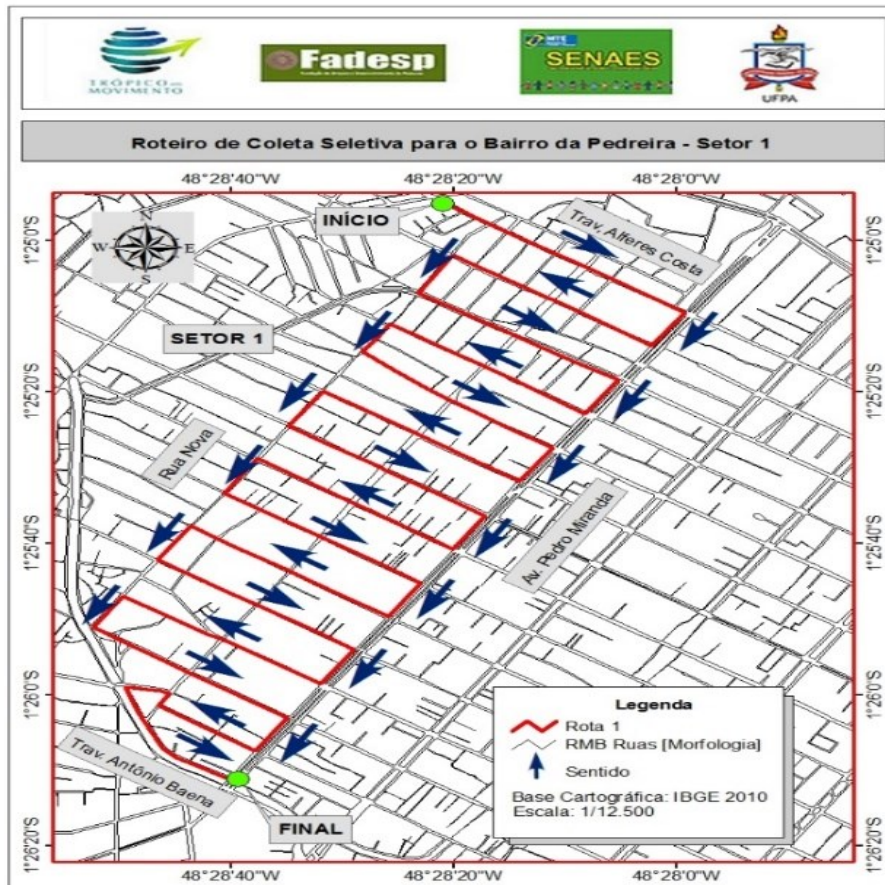 TRÓPICO EM MOVIMENTO
Fadesp
MTE
SENAES
UFPA
Roteiro de Coleta Seletiva para o Bairro da Pedreira - Setor 1
48°28'40"W 48°28'20"W 48°28'0"W
INÍCIO
Trav. Alferes Costa
N
W E
S
1°25'0"S 1°25'0"S
SETOR 1
1°25'20"S 1°25'20"S
Rua Nova
Av. Pedro Miranda
1°25'40"S 1°25'40"S
1°26'0"S 1°26'0"S
Legenda
Rota 1
RMB Ruas [Morfologia]
Sentido
Base Cartográfica: IBGE 2010
Escala: 1/12.500
Trav. Antônio Baena
FINAL
1°26'20"S 1°26'20"S
48°28'40"W 48°28'20"W 48°28'0"W